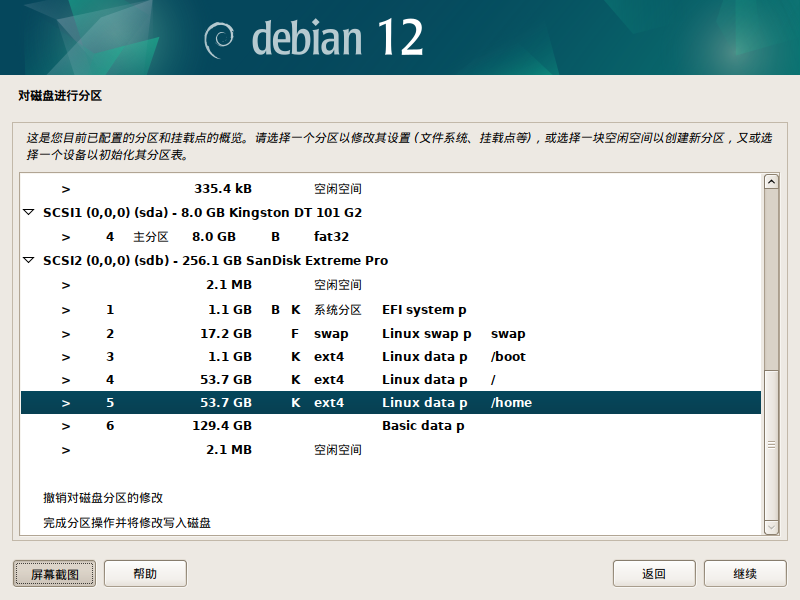 debian 12
对磁盘进行分区
这是您目前已配置的分区和挂载点的概览。请选择一个分区以修改其设置 (文件系统、挂载点等)，或选择一块空闲空间以创建新分区，又或选
择一个设备以初始化其分区表。
> 335.4 kB 空闲空间
SCSI1 (0,0,0) (sda) - 8.0 GB Kingston DT 101 G2
> 4 主分区 8.0 GB B fat32
SCSI2 (0,0,0) (sdb) - 256.1 GB SanDisk Extreme Pro
> 2.1 MB 空闲空间
> 1 1.1 GB B K 系统分区 EFI system p
> 2 17.2 GB F swap Linux swap p swap
> 3 1.1 GB K ext4 Linux data p /boot
> 4 53.7 GB K ext4 Linux data p /
> 5 53.7 GB K ext4 Linux data p /home
> 6 129.4 GB Basic data p
> 2.1 MB 空闲空间
撤销对磁盘分区的修改
完成分区操作并将修改写入磁盘
屏幕截图 帮助 返回 继续